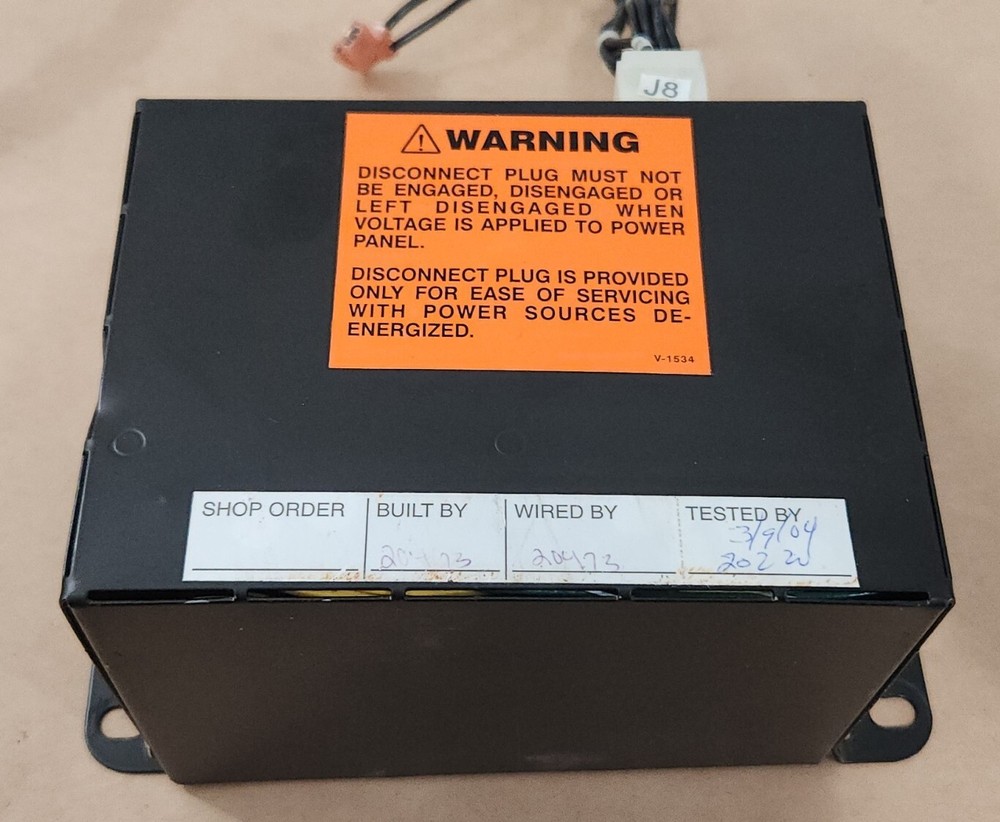 J8
WARNING
DISCONNECT PLUG MUST NOT
BE ENGAGED, DISENGAGED OR
LEFT DISENGAGED WHEN
VOLTAGE IS APPLIED TO POWER
PANEL.
DISCONNECT PLUG IS PROVIDED
ONLY FOR EASE OF SERVICING
WITH POWER SOURCES DE-
ENERGIZED.
V-1534
SHOP ORDER
BUILT BY
20473
WIRED BY
20473
TESTED BY
3/9/04